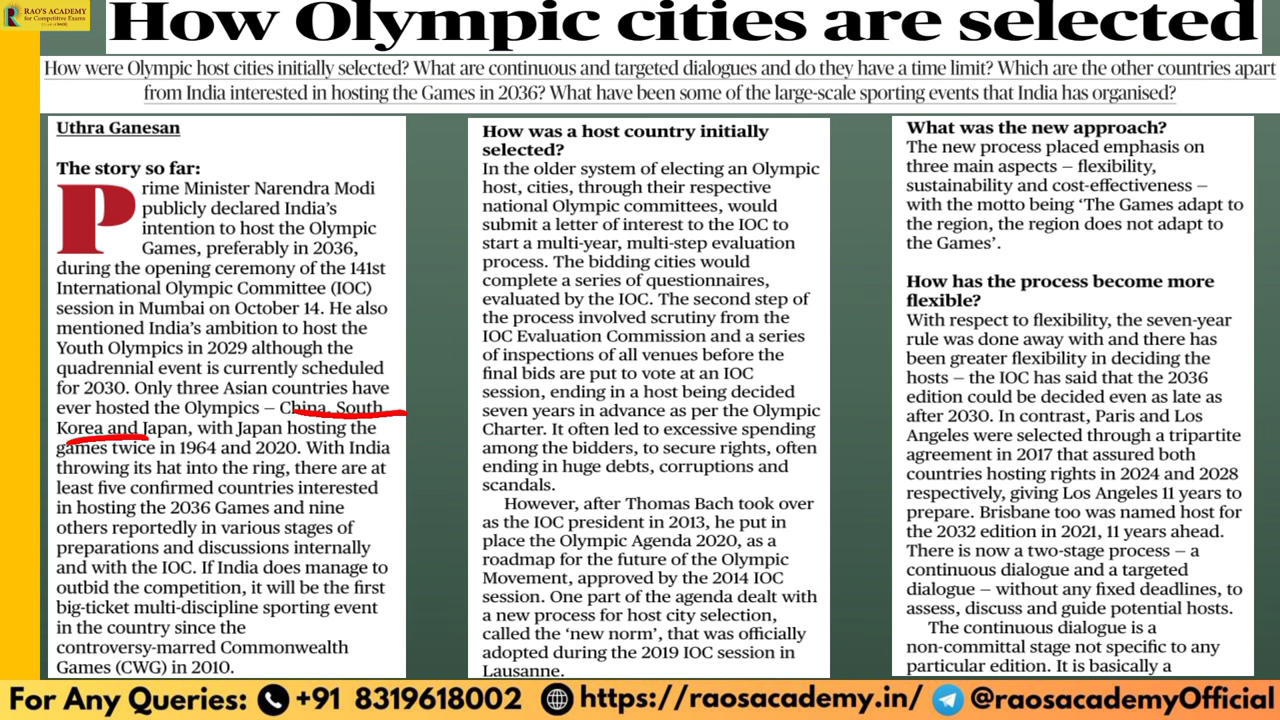 RAO'S ACADEMY
for Competitive Exams
How Olympic cities are selected
How were Olympic host cities initially selected? What are continuous and targeted dialogues and do they have a time limit? Which are the other countries apart
from India interested in hosting the Games in 2036? What have been some of the large-scale sporting events that India has organised?
Uthra Ganesan
The story so far:
Prime Minister Narendra Modi
publicly declared India's
intention to host the Olympic
Games, preferably in 2036,
during the opening ceremony of the 141st
International Olympic Committee (IOC)
session in Mumbai on October 14. He also
mentioned India's ambition to host the
Youth Olympics in 2029 although the
quadrennial event is currently scheduled
for 2030. Only three Asian countries have
ever hosted the Olympics – China, South
Korea and Japan, with Japan hosting the
games twice in 1964 and 2020. With India
throwing its hat into the ring, there are at
least five confirmed countries interested
in hosting the 2036 Games and nine
others reportedly in various stages of
preparations and discussions internally
and with the IOC. If India does manage to
outbid the competition, it will be the first
big-ticket multi-discipline sporting event
in the country since the
controversy-marred Commonwealth
Games (CWG) in 2010.
How was a host country initially
selected?
In the older system of electing an Olympic
host, cities, through their respective
national Olympic committees, would
submit a letter of interest to the IOC to
start a multi-year, multi-step evaluation
process. The bidding cities would
complete a series of questionnaires,
evaluated by the IOC. The second step of
the process involved scrutiny from the
IOC Evaluation Commission and a series
of inspections of all venues before the
final bids are put to vote at an IOC
session, ending in a host being decided
seven years in advance as per the Olympic
Charter. It often led to excessive spending
among the bidders, to secure rights, often
ending in huge debts, corruptions and
scandals.
However, after Thomas Bach took over
as the IOC president in 2013, he put in
place the Olympic Agenda 2020, as a
roadmap for the future of the Olympic
Movement, approved by the 2014 IOC
session. One part of the agenda dealt with
a new process for host city selection,
called the 'new norm', that was officially
adopted during the 2019 IOC session in
Lausanne.
What was the new approach?
The new process placed emphasis on
three main aspects – flexibility,
sustainability and cost-effectiveness –
with the motto being 'The Games adapt to
the region, the region does not adapt to
the Games'.
How has the process become more
flexible?
With respect to flexibility, the seven-year
rule was done away with and there has
been greater flexibility in deciding the
hosts – the IOC has said that the 2036
edition could be decided even as late as
after 2030. In contrast, Paris and Los
Angeles were selected through a tripartite
agreement in 2017 that assured both
countries hosting rights in 2024 and 2028
respectively, giving Los Angeles 11 years to
prepare. Brisbane too was named host for
the 2032 edition in 2021, 11 years ahead.
There is now a two-stage process – a
continuous dialogue and a targeted
dialogue – without any fixed deadlines, to
assess, discuss and guide potential hosts.
The continuous dialogue is a
non-committal stage not specific to any
particular edition. It is basically a
For Any Queries: +91 8319618002 https://raosacademy.in/ @raosacademyOfficial